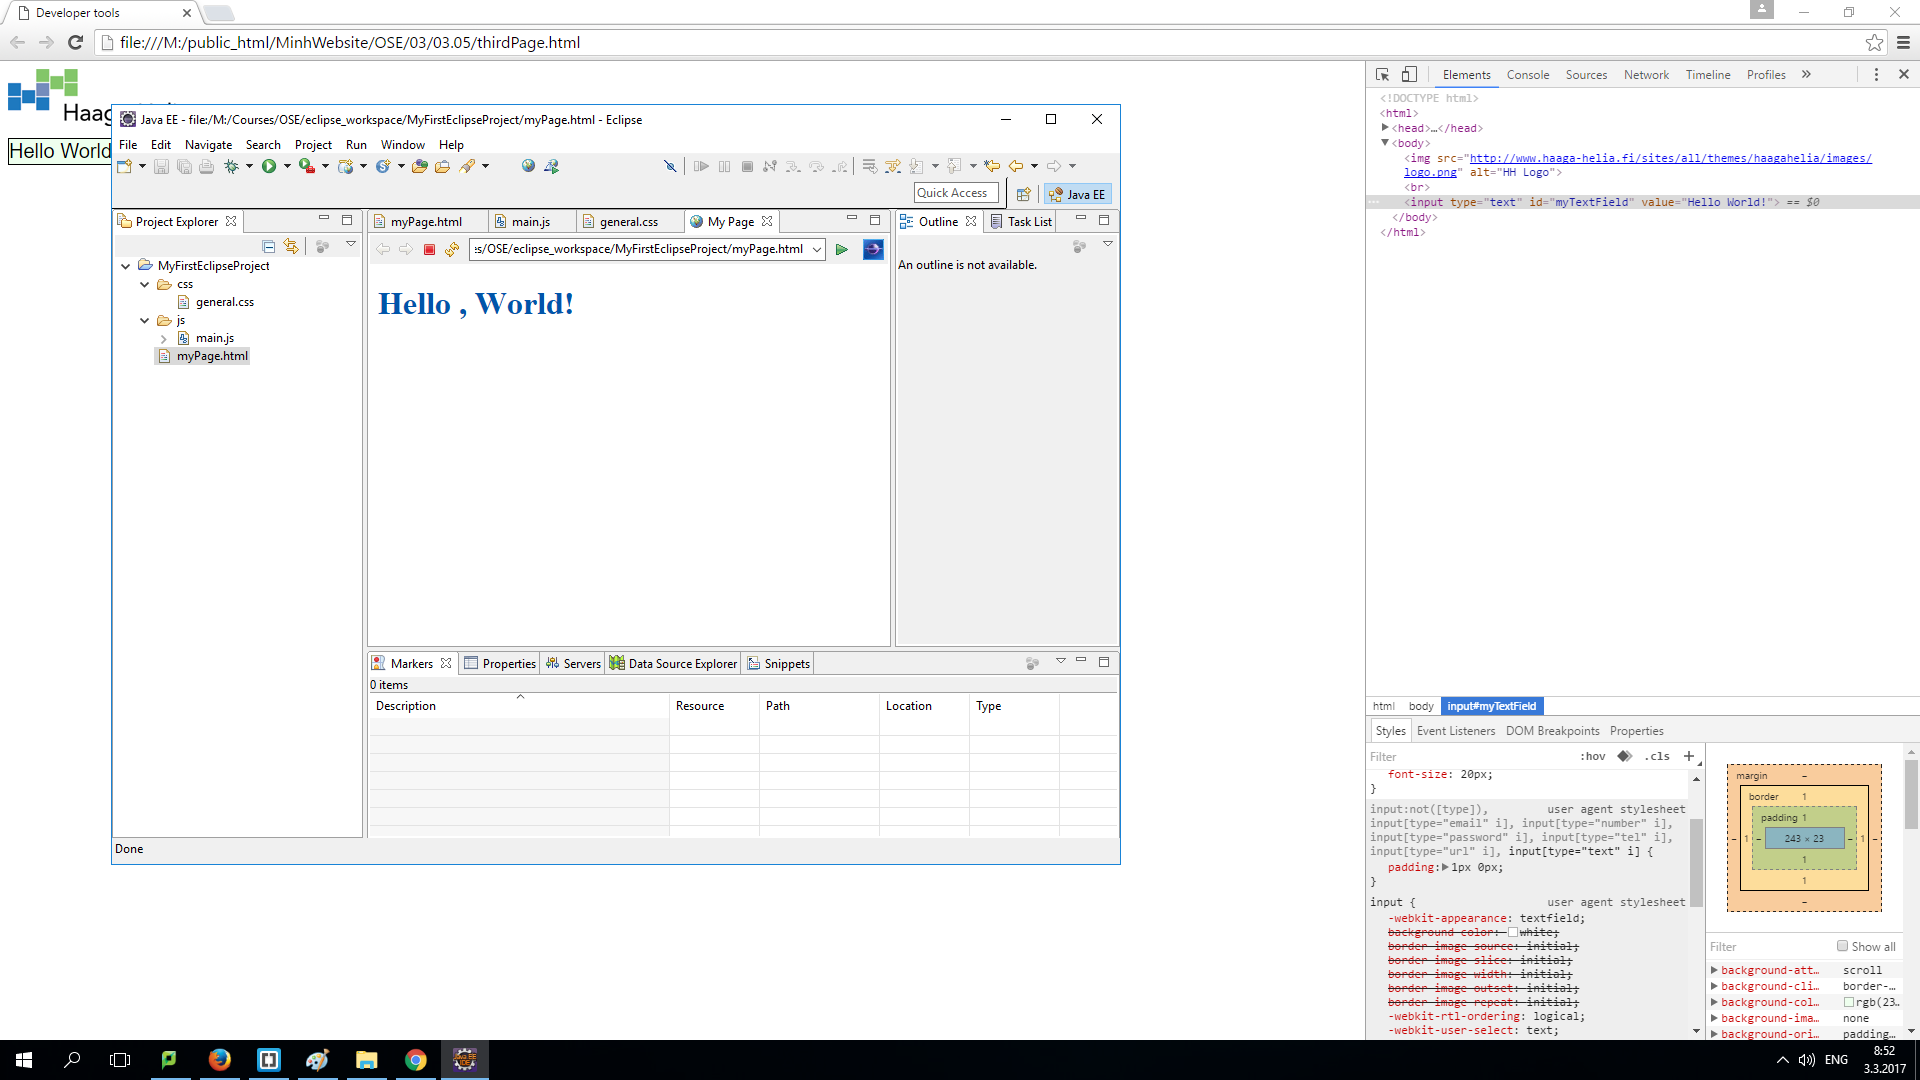 Developer tools
file:///M:/public_html/MinhWebsite/OSE/03/03.05/thirdPage.html
Hello World
Java EE - file:/M:/Courses/OSE/eclipse_workspace/MyFirstEclipseProject/myPage.html - Eclipse
File Edit Navigate Search Project Run Window Help
Quick Access
Java EE
Project Explorer
MyFirstEclipseProject
css
general.css
js
main.js
myPage.html
myPage.html main.js general.css My Page
s/OSE/eclipse_workspace/MyFirstEclipseProject/myPage.html
Hello , World!
Outline Task List
An outline is not available.
Markers Properties Servers Data Source Explorer Snippets
0 items
Description Resource Path Location Type
Done
Elements Console Sources Network Timeline Profiles »
<!DOCTYPE html>
<html>
<head>…</head>
<body>
<img src="http://www.haaga-helia.fi/sites/all/themes/haagahelia/images/
logo.png" alt="HH Logo">
<br>
<input type="text" id="myTextField" value="Hello World!"> == $0
</body>
</html>
html body input#myTextField
Styles Event Listeners DOM Breakpoints Properties
Filter :hov .cls +
font-size: 20px;
}
input:not([type]), user agent stylesheet
input[type="email" i], input[type="number" i],
input[type="password" i], input[type="tel" i],
input[type="url" i], input[type="text" i] {
padding: 1px 0px;
}
input { user agent stylesheet
-webkit-appearance: textfield;
background-color: white;
border-image-source: initial;
border-image-slice: initial;
border-image-width: initial;
border-image-outset: initial;
border-image-repeat: initial;
-webkit-rtl-ordering: logical;
-webkit-user-select: text;
margin –
border 1
padding 1
– 1 – 243 × 23 – 1 –
1
1
–
Filter Show all
background-att… scroll
background-cli… border-…
background-col… rgb(23…
background-ima… none
background-ori… padding…
ENG
8:52
3.3.2017